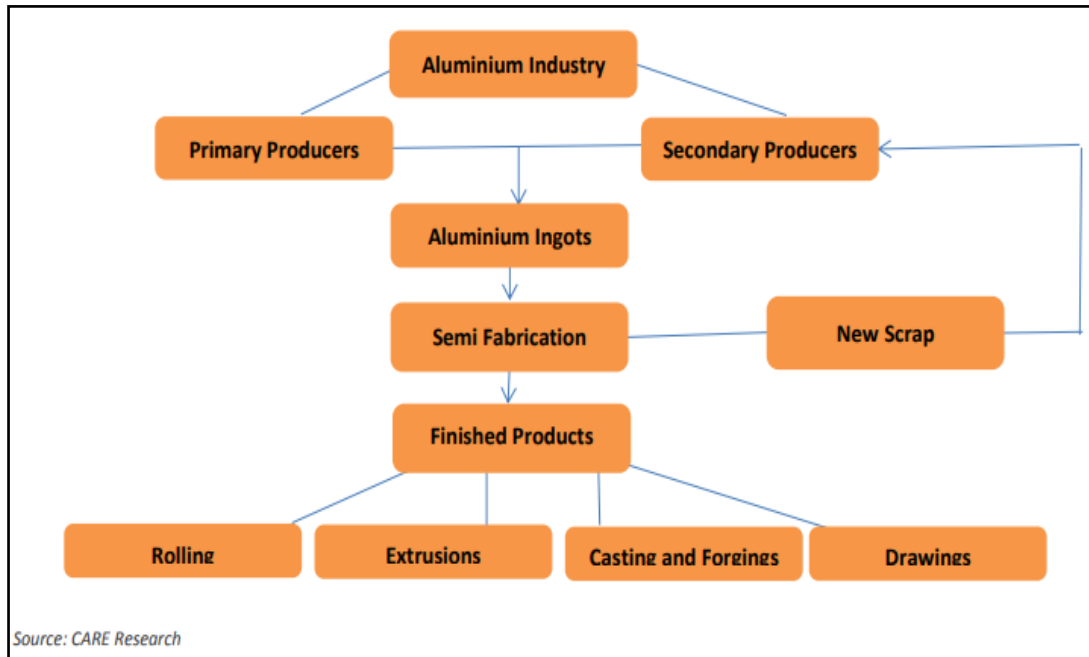 Aluminium Industry
Primary Producers
Secondary Producers
Aluminium Ingots
Semi Fabrication
New Scrap
Finished Products
Rolling
Extrusions
Casting and Forgings
Drawings
Source: CARE Research